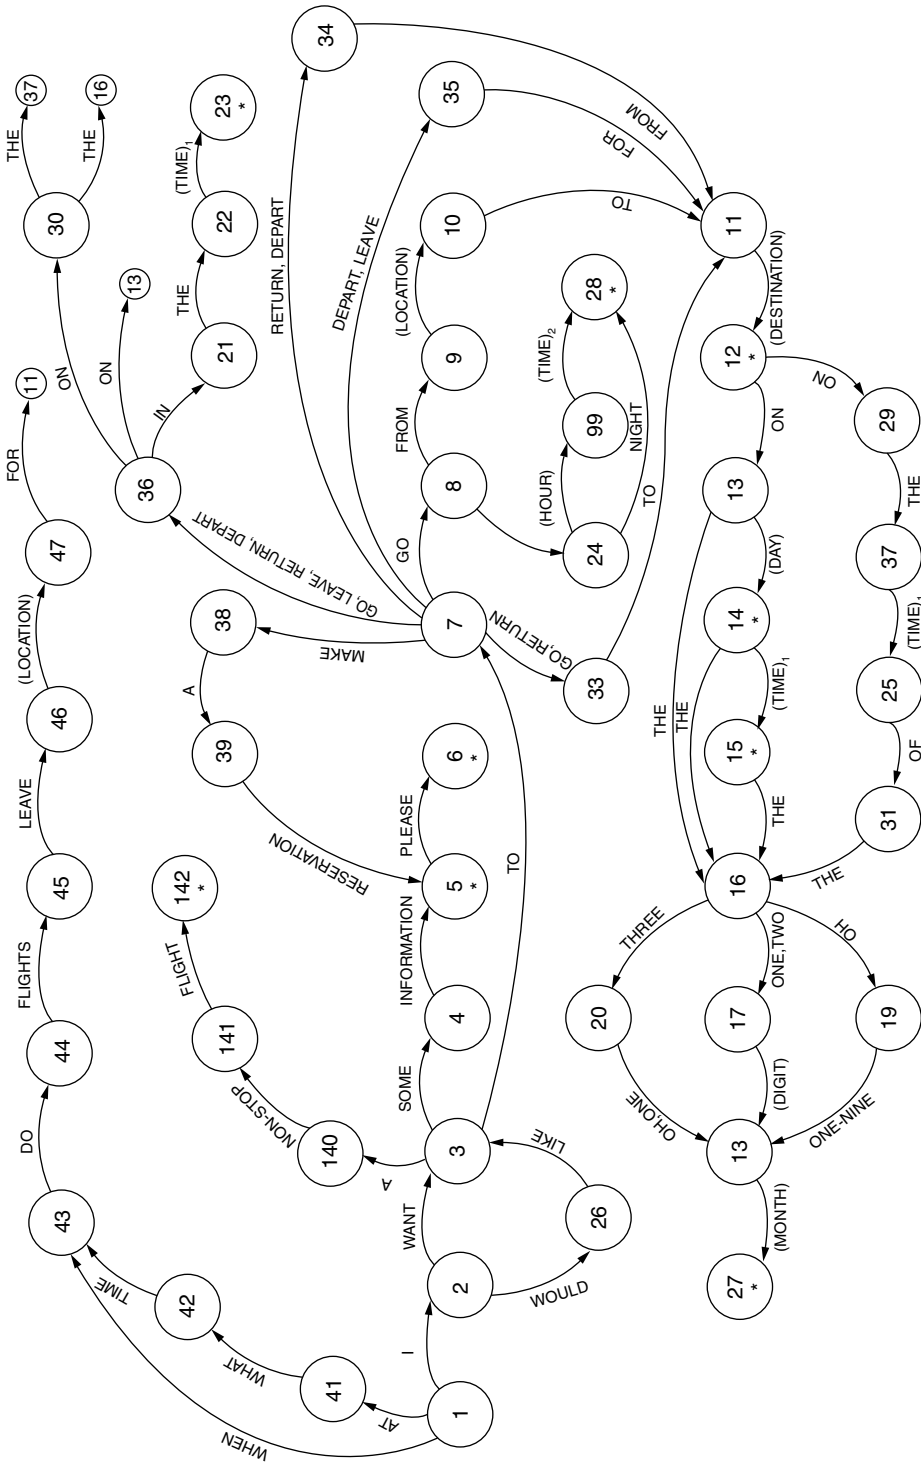 WHEN
AT
41
WHAT
42
TIME
43
DO
44
FLIGHTS
45
LEAVE
46
(LOCATION)
47
FOR
11
ON
30
THE
37
THE
16
ON
13
36
IN
21
THE
22
(TIME)1
23
*
140
A
NON-STOP
141
FLIGHT
142
*
RESERVATION
39
A
38
MAKE
GO, LEAVE, RETURN, DEPART
RETURN, DEPART
34
DEPART, LEAVE
35
1
I
2
WANT
3
SOME
4
INFORMATION
5
*
PLEASE
6
*
TO
7
GO
8
FROM
9
(LOCATION)
10
TO
FOR
FROM
WOULD
26
LIKE
GO,RETURN
33
TO
24
(HOUR)
99
(TIME)2
28
*
NIGHT
11
(DESTINATION)
12
*
ON
13
(DAY)
14
*
(TIME)1
15
*
THE
THE
THE
16
THREE
20
OH,ONE
ONE,TWO
17
(DIGIT)
HO
19
ONE-NINE
13
(MONTH)
27
*
ON
29
THE
37
(TIME)1
25
OF
31
THE